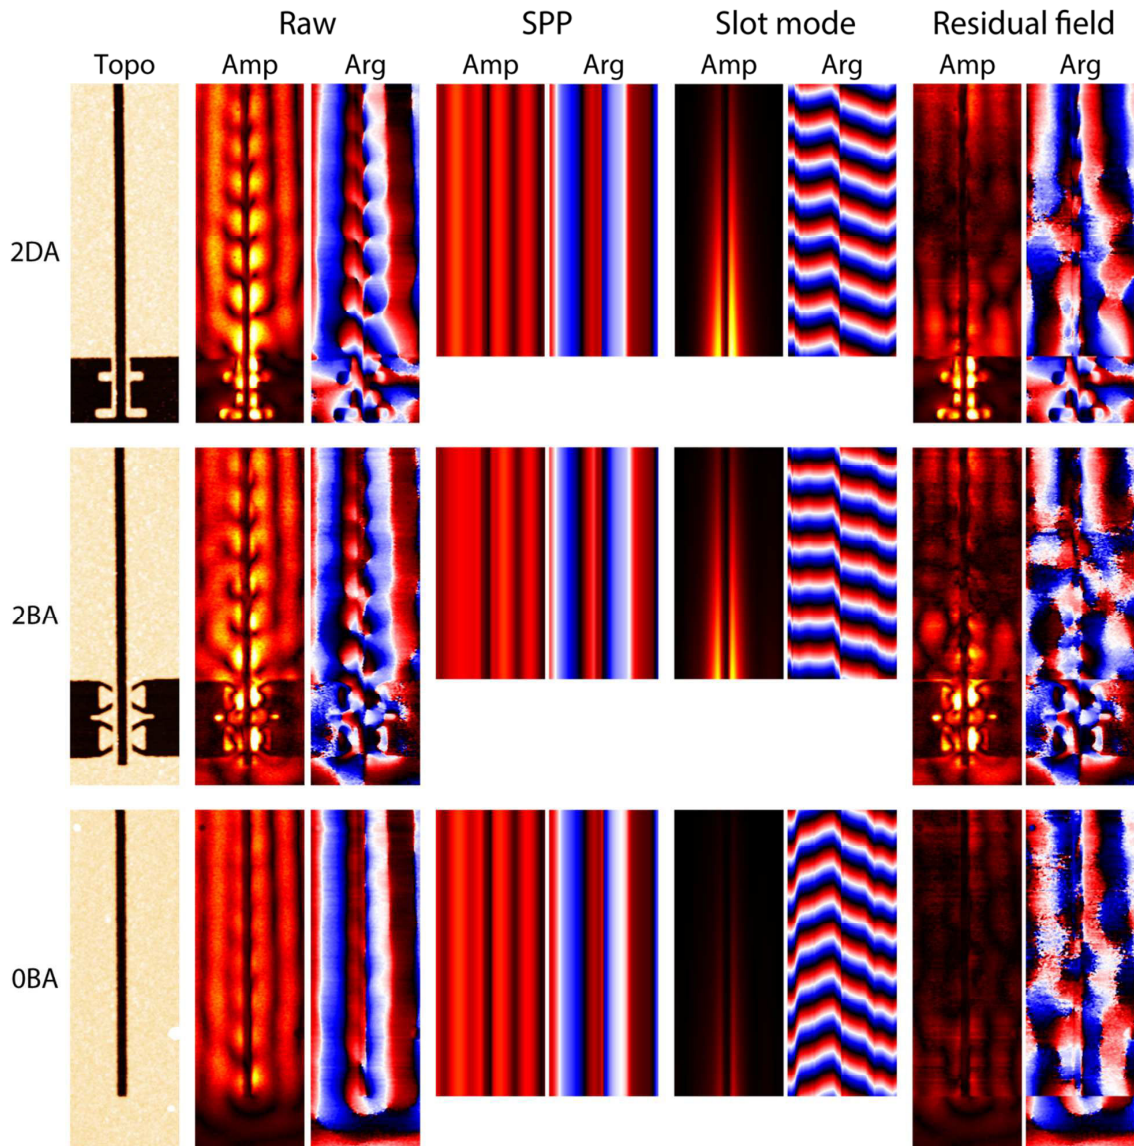 Raw SPP Slot mode Residual field
Topo Amp Arg Amp Arg Amp Arg Amp Arg
2DA
2BA
0BA